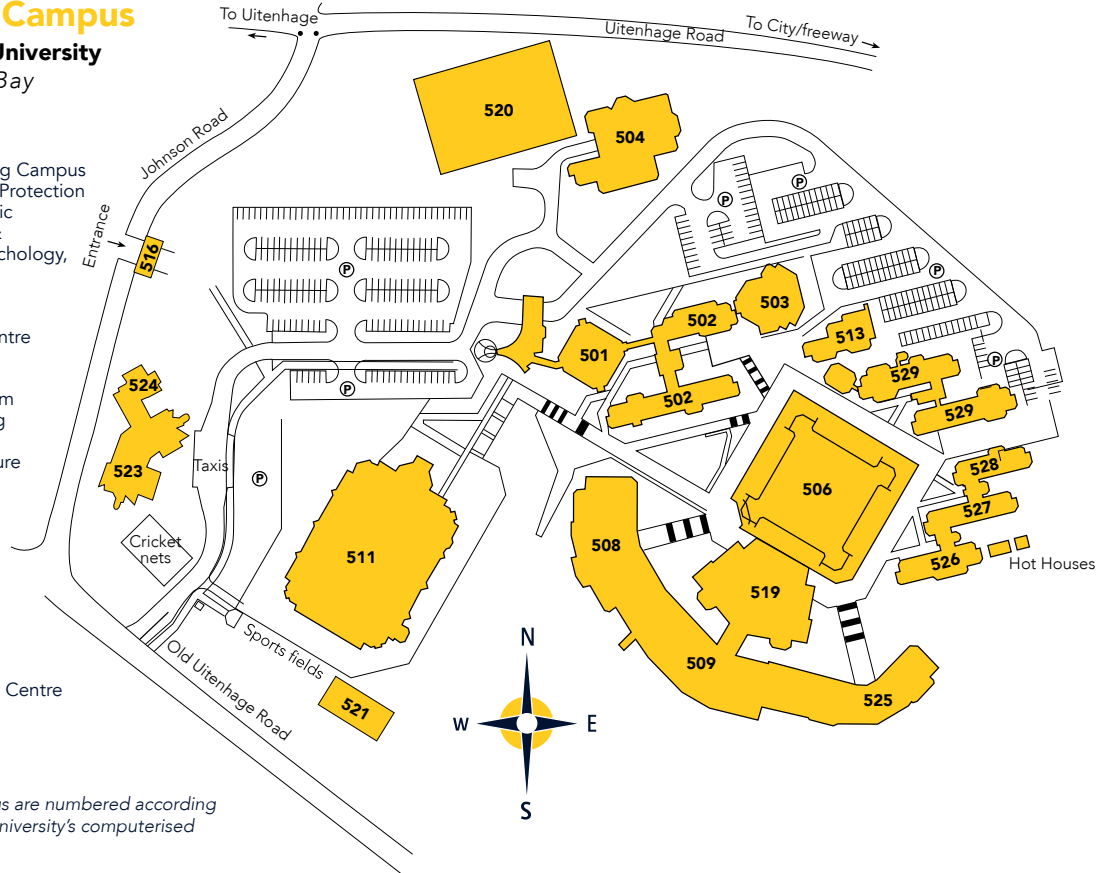 Campus
University
Bay
g Campus
Protection
ic
chology,
ntre
m
g
ure
Centre
gs are numbered according
niversity's computerised
To Uitenhage
Uitenhage Road
To City/freeway
Johnson Road
Entrance
516
520
504
P
P
P
P
P
503
502
501
513
529
502
529
P
524
523
Taxis
P
Cricket
nets
511
506
528
527
526
Hot Houses
508
519
509
525
Sports fields
Old Uitenhage Road
521
N
W
E
S